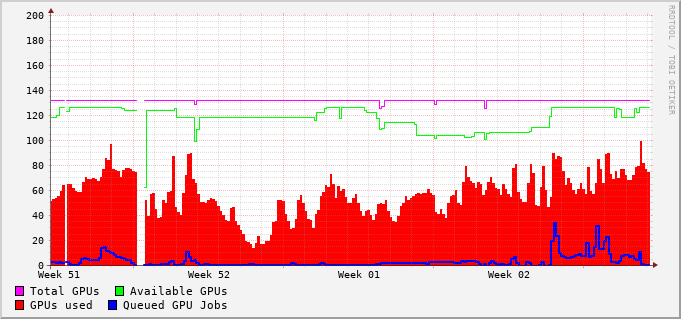 200
180
160
140
120
100
80
60
40
20
0
Week 51 Week 52 Week 01 Week 02
Total GPUs Available GPUs
GPUs used Queued GPU Jobs
RRDTOOL / TOBI OETIKER